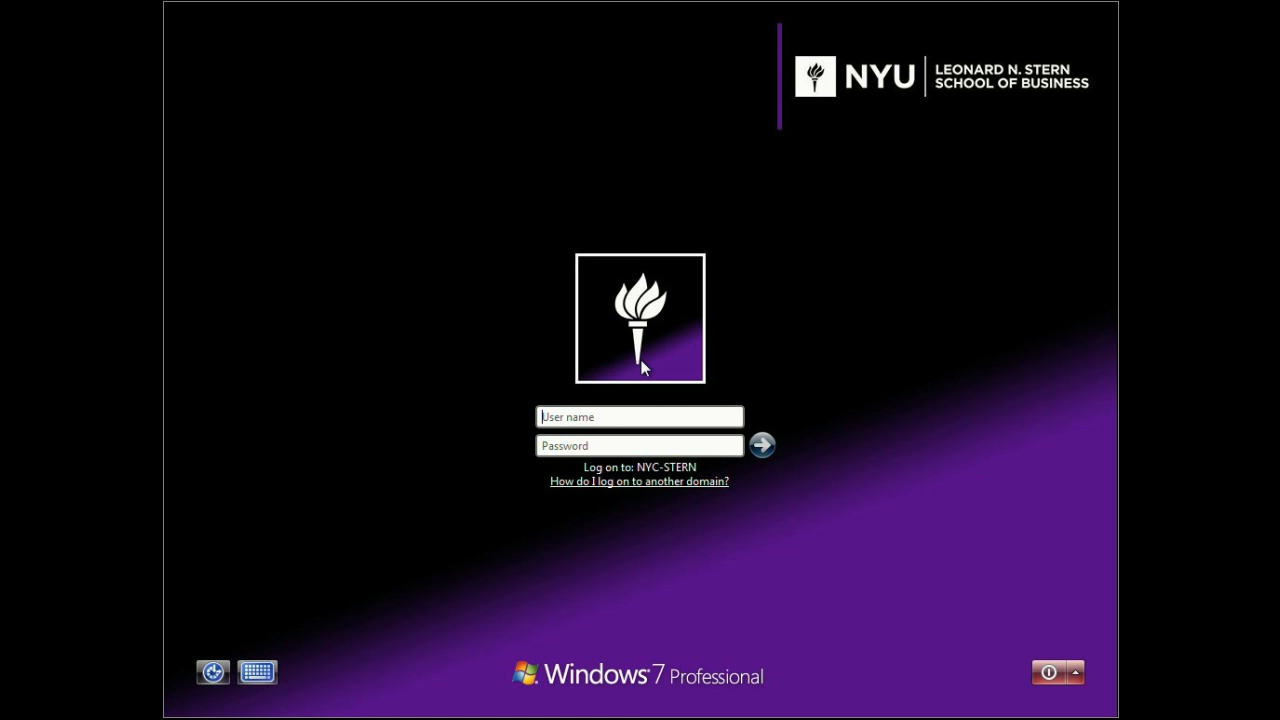 NYU
LEONARD N. STERN
SCHOOL OF BUSINESS
User name
Password
Log on to: NYC-STERN
How do I log on to another domain?
Windows 7 Professional